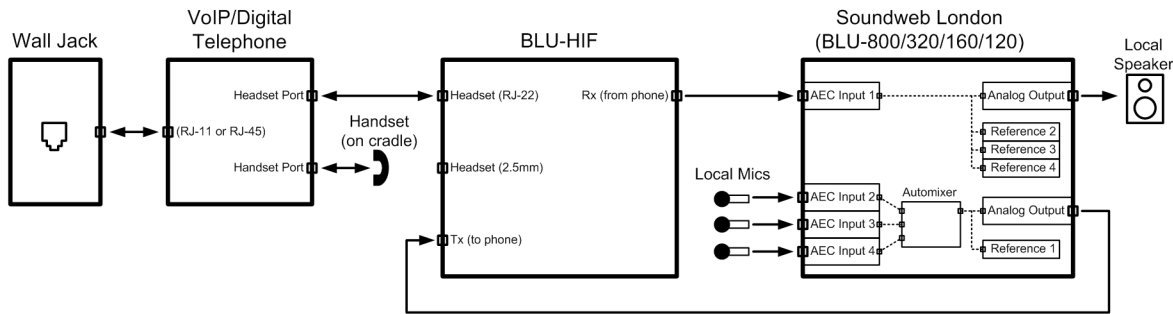 Wall Jack
VoIP/Digital
Telephone
BLU-HIF
Soundweb London
(BLU-800/320/160/120)
Local
Speaker
Headset Port
Headset (RJ-22)
Rx (from phone)
AEC Input 1
Analog Output
Handset
(on cradle)
(RJ-11 or RJ-45)
Reference 2
Reference 3
Reference 4
Handset Port
Headset (2.5mm)
Local Mics
AEC Input 2
AEC Input 3
AEC Input 4
Automixer
Analog Output
Reference 1
Tx (to phone)